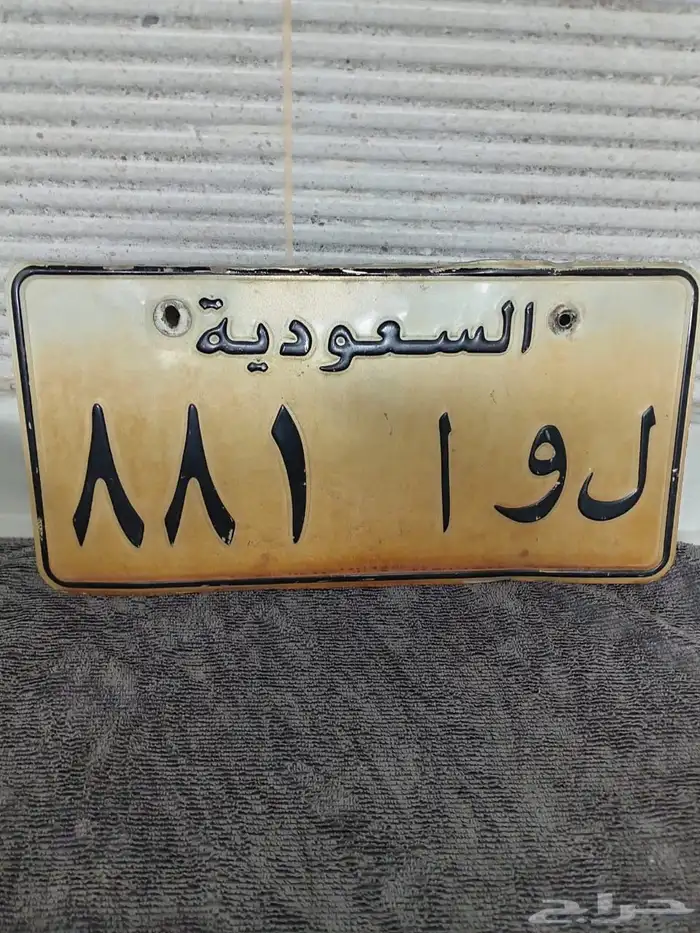 السعودية
ل و ا ٨٨١
حراج